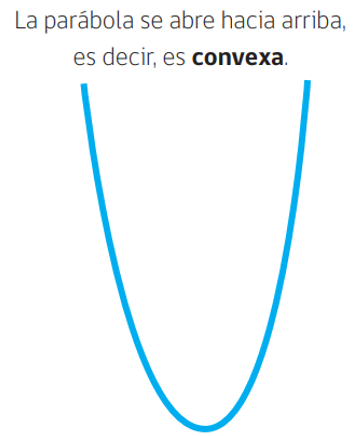 La parábola se abre hacia arriba,
es decir, es convexa.